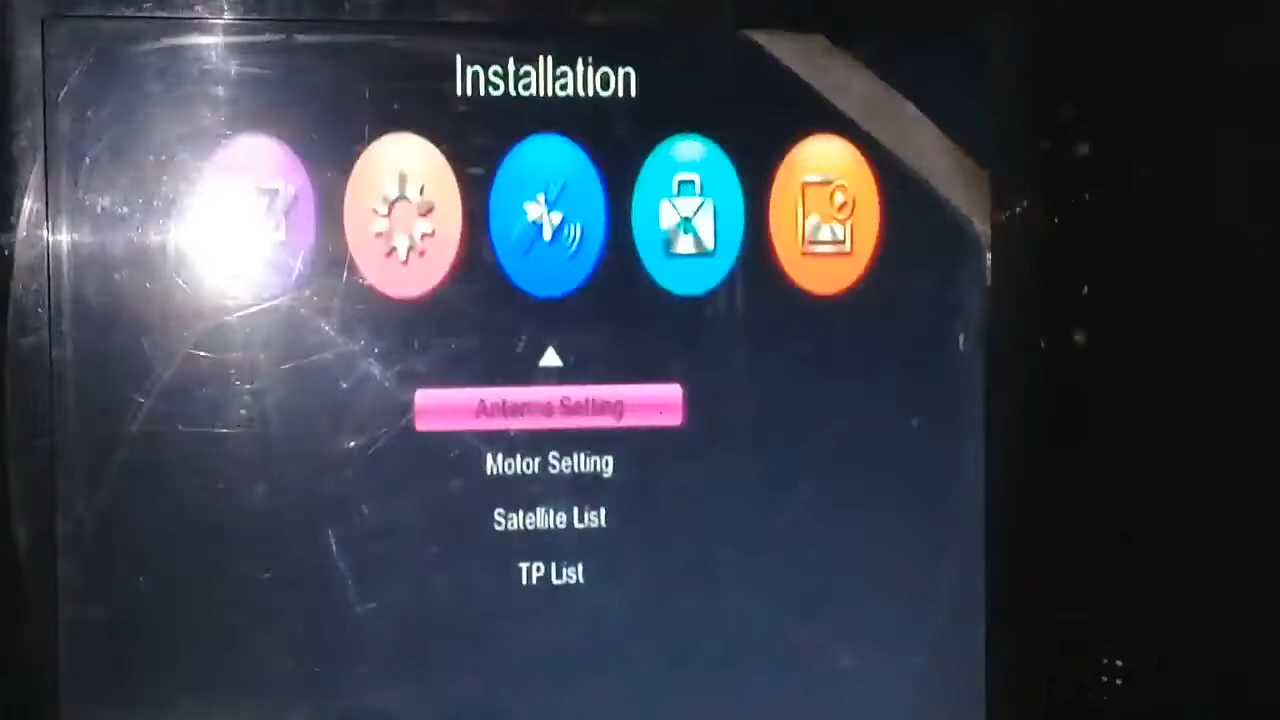 Installation
Antenna Setting
Motor Setting
Satellite List
TP List